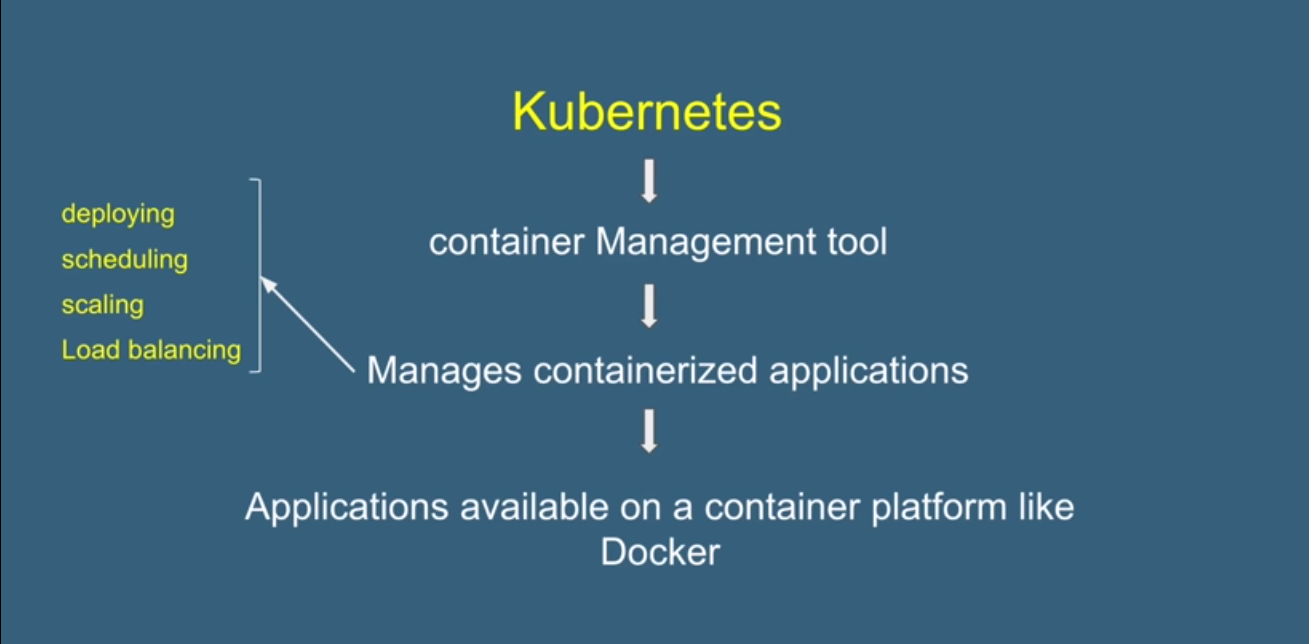 Kubernetes
container Management tool
deploying
scheduling
scaling
Load balancing
Manages containerized applications
Applications available on a container platform like
Docker